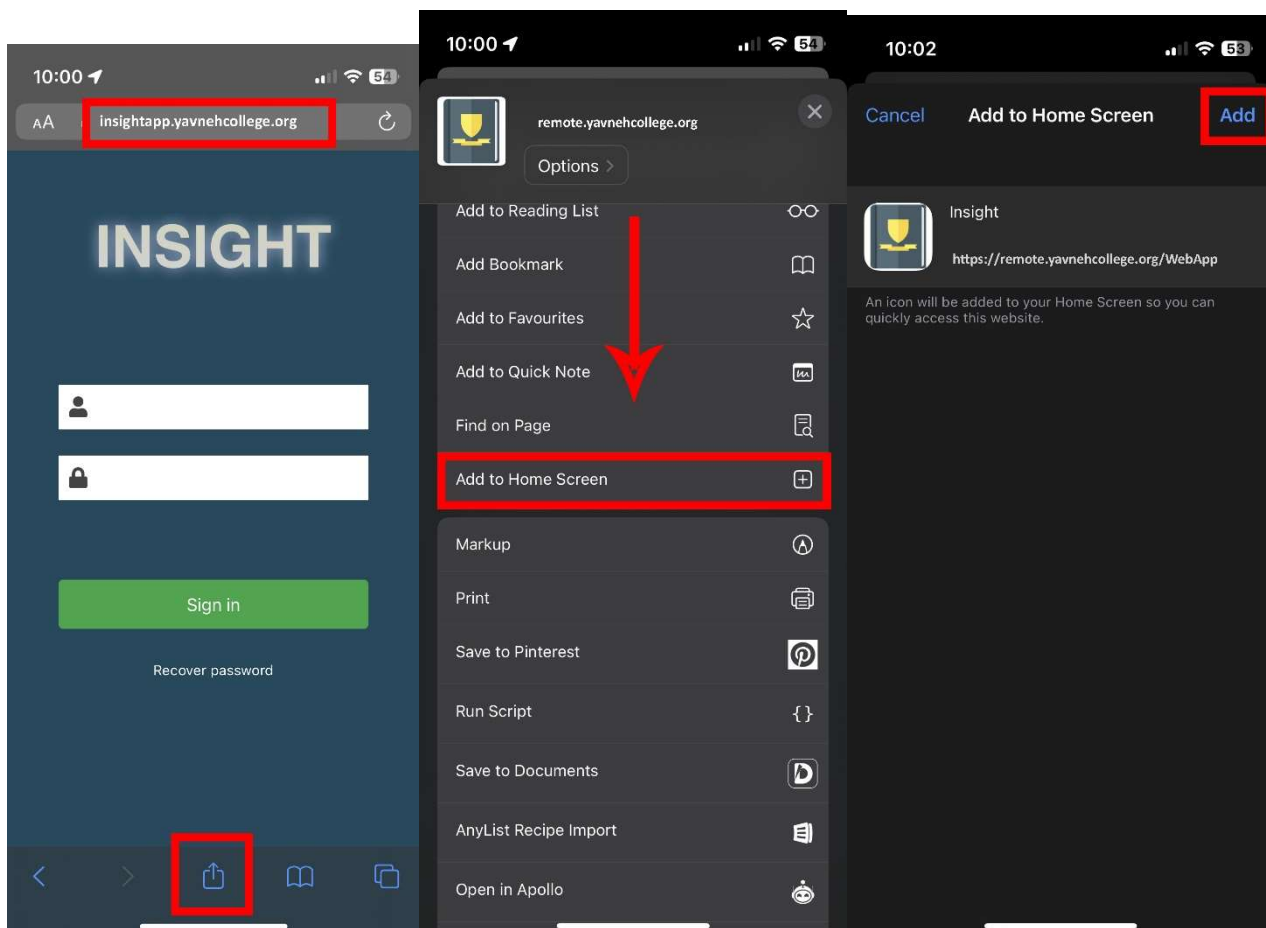 10:00
54
AA
insightapp.yavnehcollege.org
INSIGHT
Sign in
Recover password
10:00
54
remote.yavnehcollege.org
Options >
Add to Reading List
Add Bookmark
Add to Favourites
Add to Quick Note
Find on Page
Add to Home Screen
Markup
Print
Save to Pinterest
Run Script
{}
Save to Documents
AnyList Recipe Import
Open in Apollo
10:02
53
Cancel
Add to Home Screen
Add
Insight
https://remote.yavnehcollege.org/WebApp
An icon will be added to your Home Screen so you can
quickly access this website.